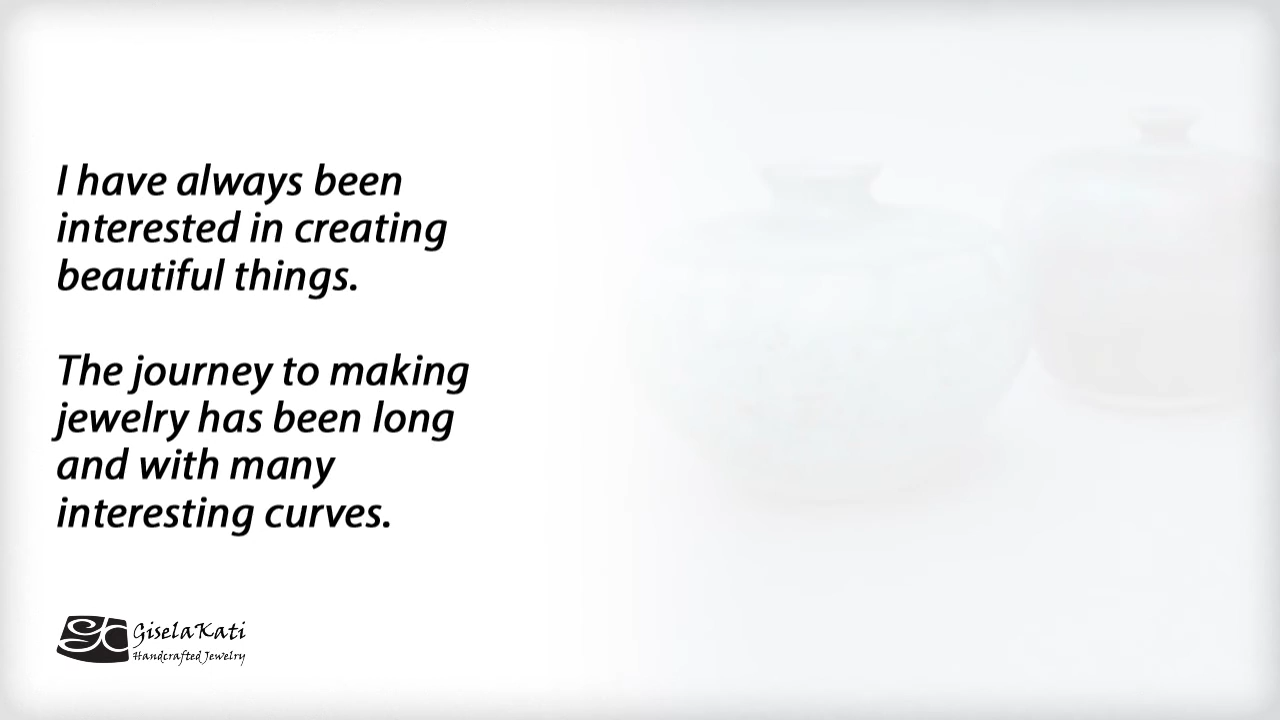 I have always been
interested in creating
beautiful things.
The journey to making
jewelry has been long
and with many
interesting curves.
GiselaKati
Handcrafted Jewelry